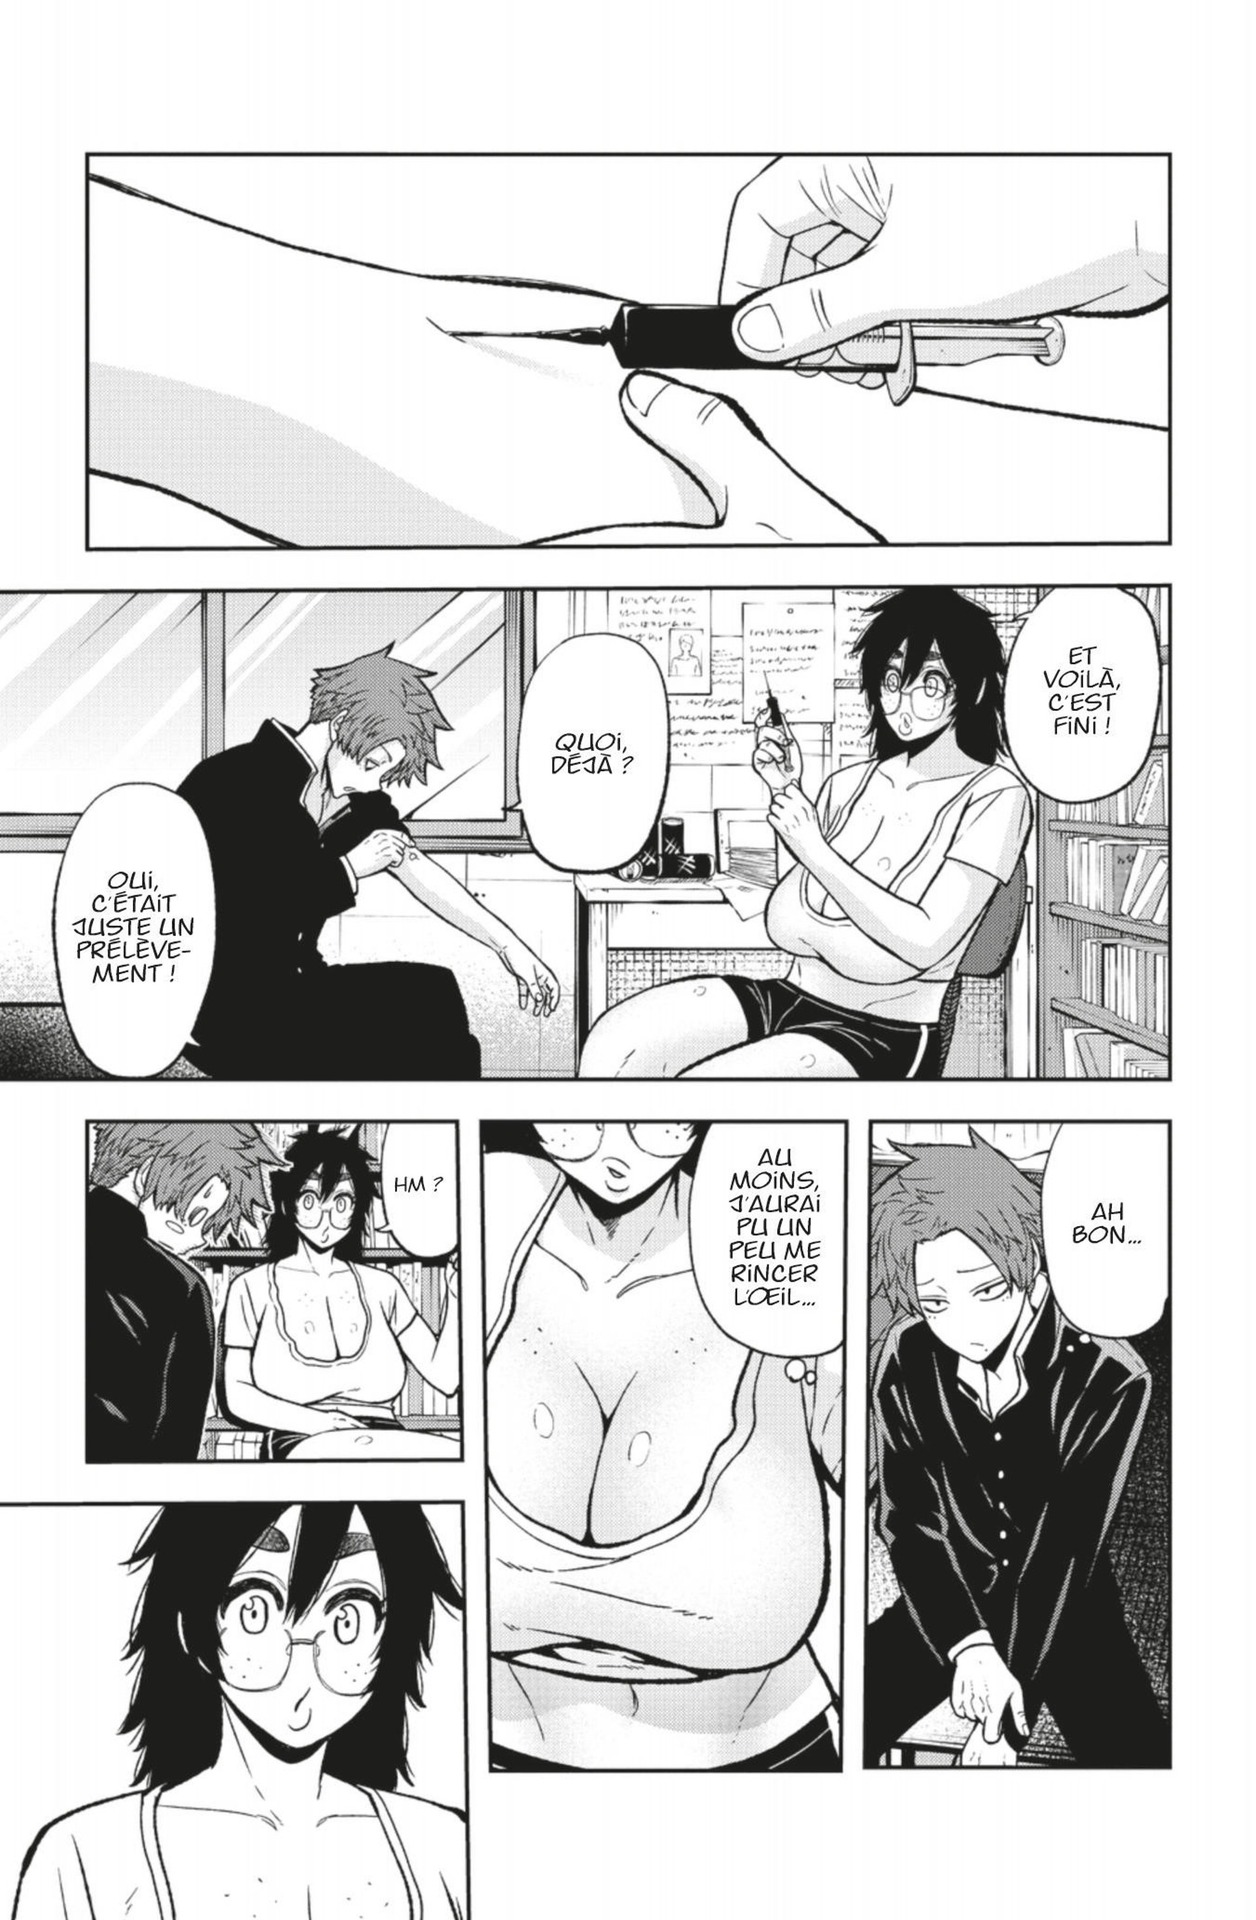 ET
VOILÀ,
C'EST
FINI !
QUOI,
DÉJÀ ?
OUI,
C'ÉTAIT
JUSTE UN
PRÉLÈVE-
MENT !
AH
BON...
AU
MOINS,
J'AURAI
PU UN
PEU ME
RINCER
L'ŒIL...
HM ?